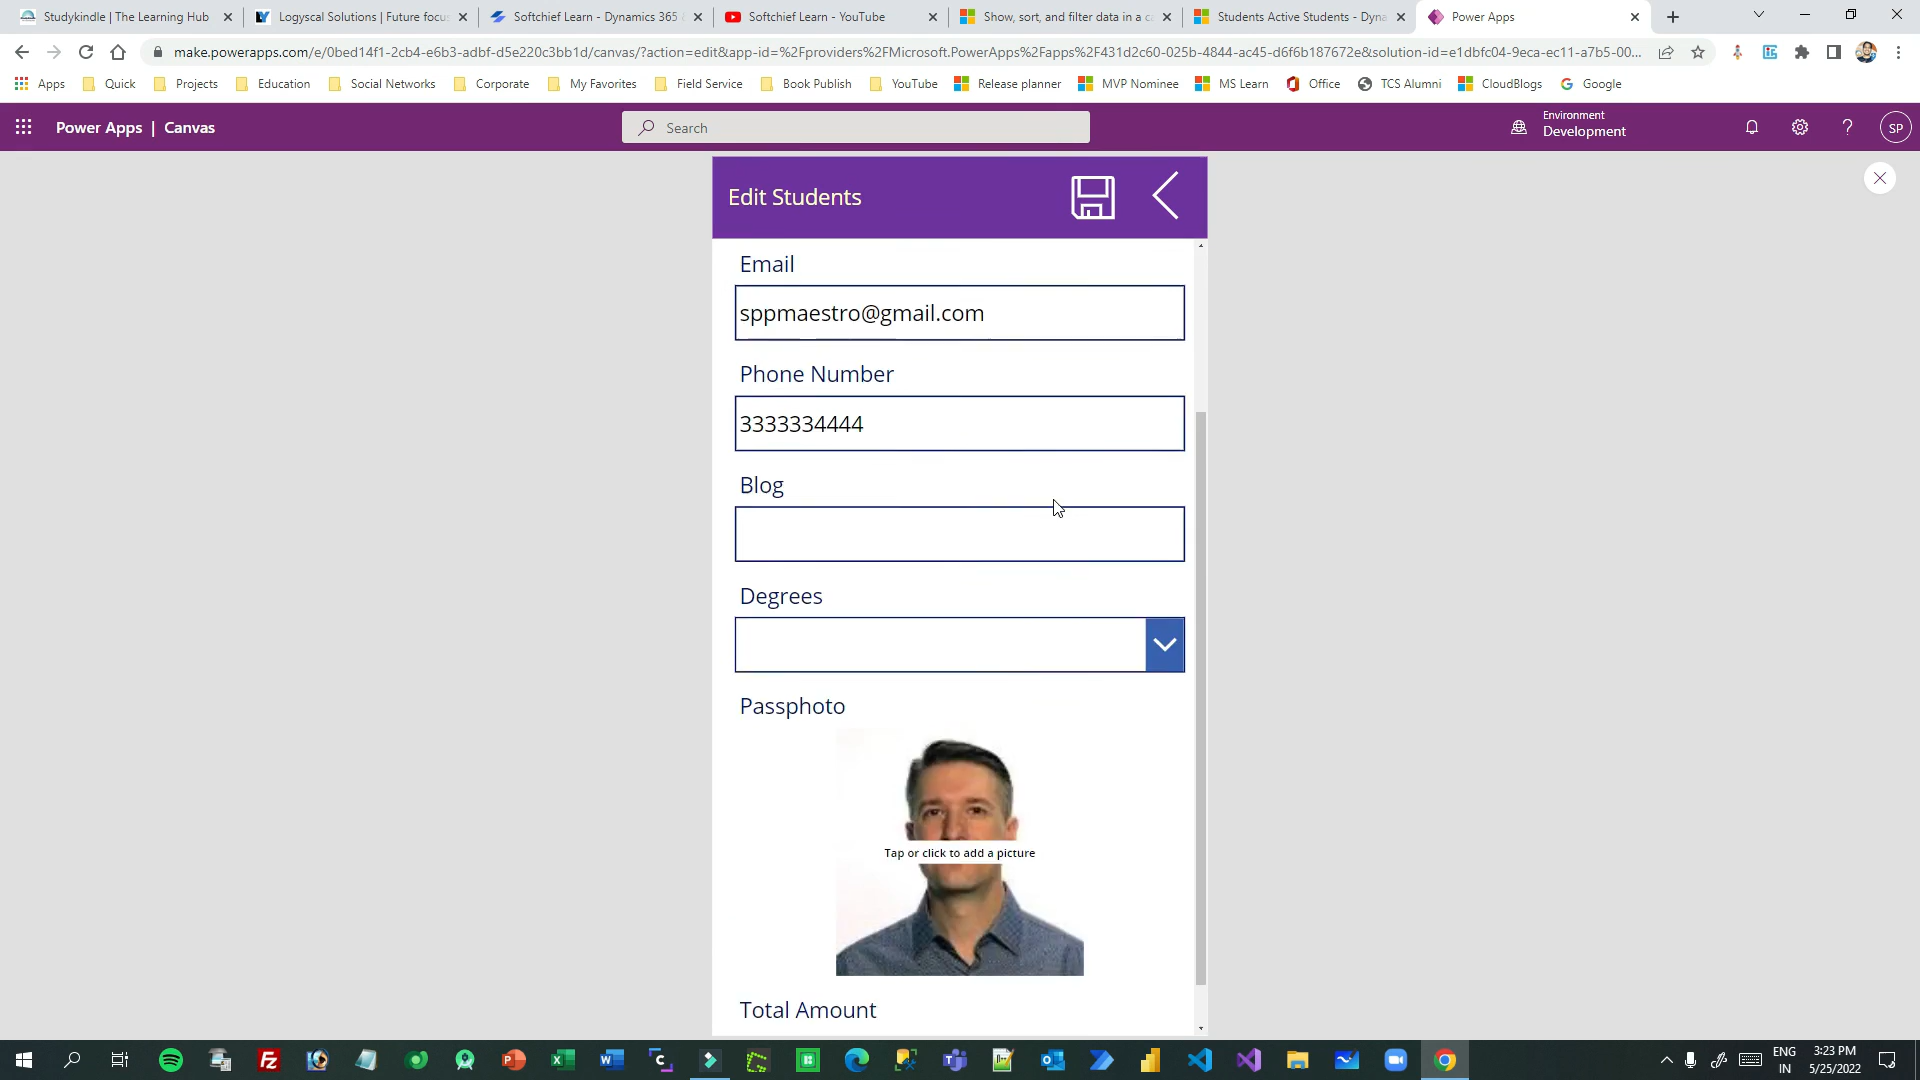 Studykindle | The Learning Hub
Logyscal Solutions | Future focu
Softchief Learn - Dynamics 365
Softchief Learn - YouTube
Show, sort, and filter data in a c
Students Active Students - Dyna
Power Apps
make.powerapps.com/e/0bed14f1-2cb4-e6b3-adbf-d5e220c3bb1d/canvas/?action=edit&app-id=%2Fproviders%2FMicrosoft.PowerApps%2Fapps%2F431d2c60-025b-4844-ac45-d6f6b187672e&solution-id=e1dbfc04-9eca-ec11-a7b5-00...
Apps
Quick
Projects
Education
Social Networks
Corporate
My Favorites
Field Service
Book Publish
YouTube
Release planner
MVP Nominee
MS Learn
Office
TCS Alumni
CloudBlogs
Google
Power Apps | Canvas
Search
Environment
Development
SP
Edit Students
Email
sppmaestro@gmail.com
Phone Number
3333334444
Blog
Degrees
Passphoto
Tap or click to add a picture
Total Amount
ENG
IN
3:23 PM
5/25/2022